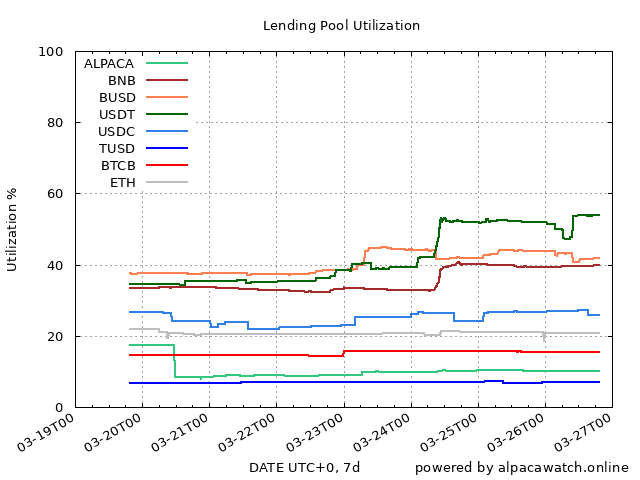 Lending Pool Utilization
100
80
60
40
20
0
Utilization %
ALPACA
BNB
BUSD
USDT
USDC
TUSD
BTCB
ETH
03-19T00
03-20T00
03-21T00
03-22T00
03-23T00
03-24T00
03-25T00
03-26T00
03-27T00
DATE UTC+0, 7d
powered by alpacawatch.online